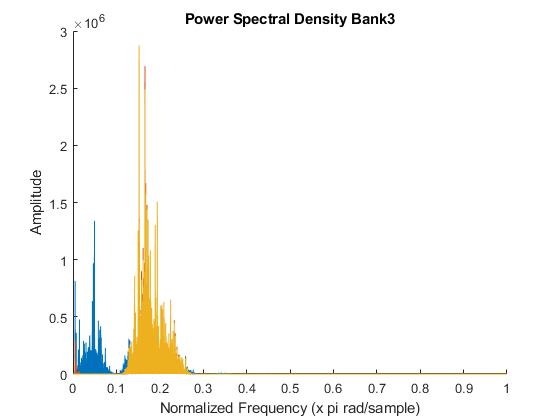 Power Spectral Density Bank3
×10^6
3
2.5
2
1.5
1
0.5
0
Amplitude
0 0.1 0.2 0.3 0.4 0.5 0.6 0.7 0.8 0.9 1
Normalized Frequency (x pi rad/sample)